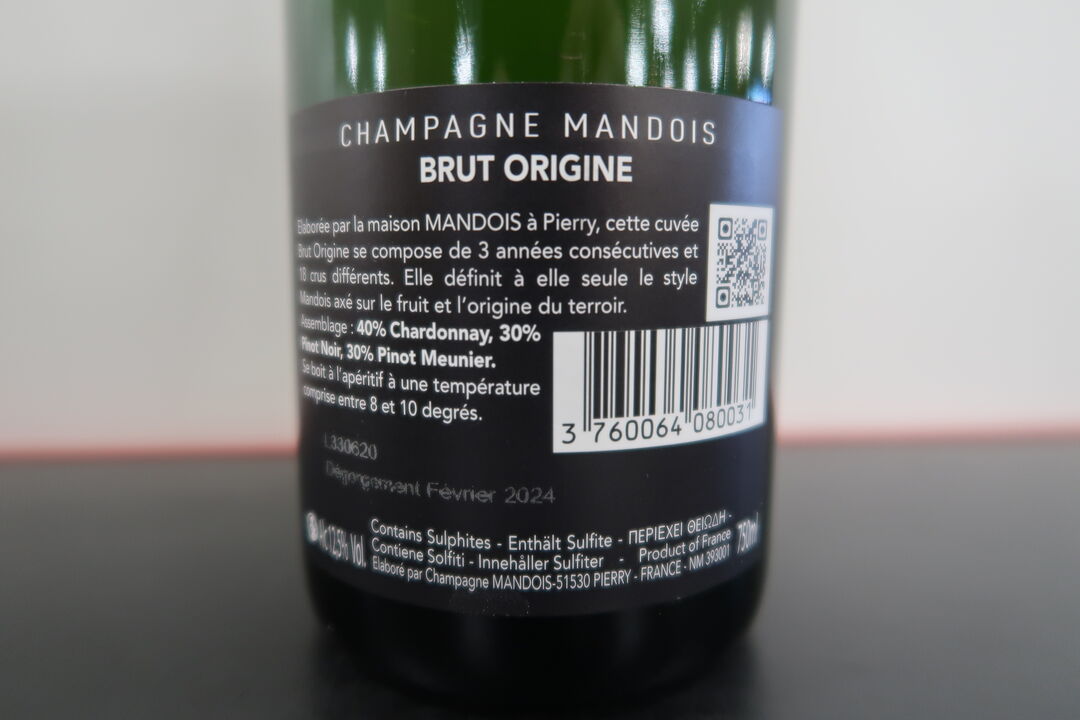 CHAMPAGNE MANDOIS
BRUT ORIGINE
Elaborée par la maison MANDOIS à Pierry, cette cuvée
Brut Origine se compose de 3 années consécutives et
18 crus différents. Elle définit à elle seule le style
Mandois axé sur le fruit et l'origine du terroir.
Assemblage : 40% Chardonnay, 30%
Pinot Noir, 30% Pinot Meunier.
Se boit à l'apéritif à une température
comprise entre 8 et 10 degrés.
3 760064 080031
L330620
Dégorgement Février 2024
Alc12,5% Vol.
Contains Sulphites - Enthält Sulfite - ΠΕΡΙΕΧΕΙ ΘΕΙΩΔΗ -
Contiene Solfiti - Innehåller Sulfiter - Product of France
Elaboré par Champagne MANDOIS-51530 PIERRY - FRANCE - NM 393001
750ml